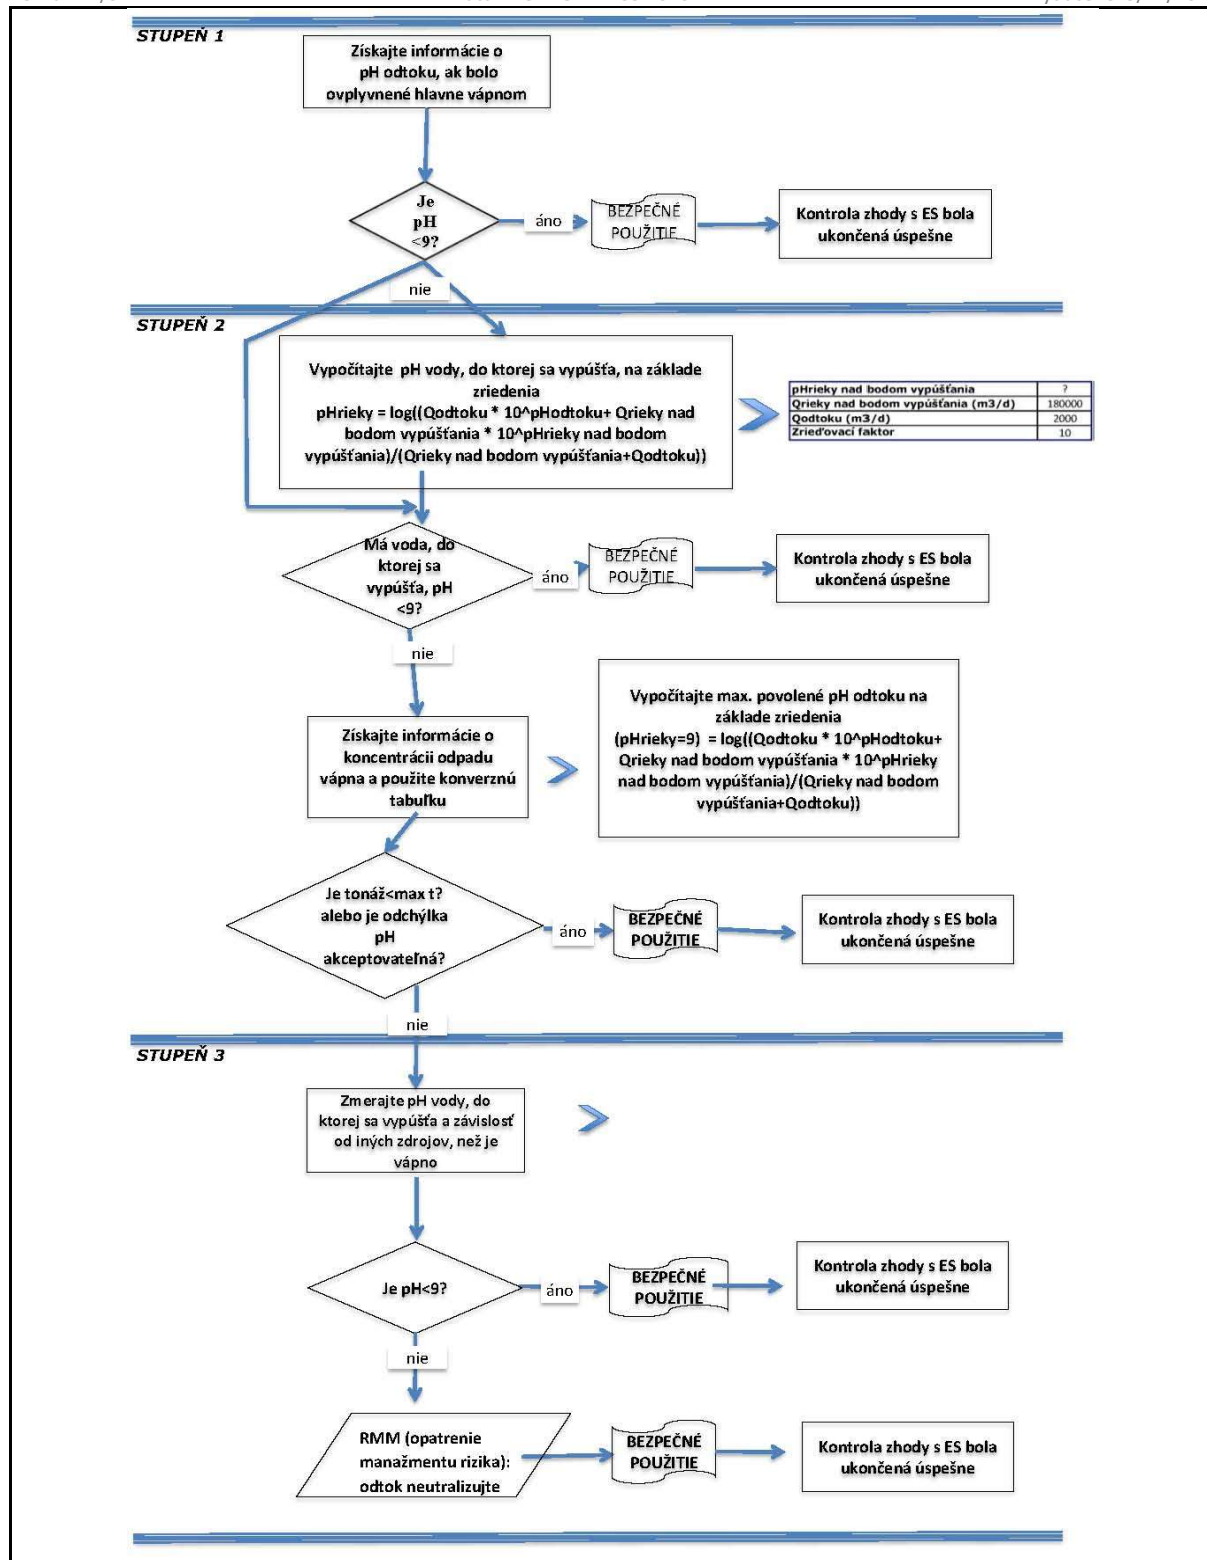 STUPEŇ 1
Získajte informácie o
pH odtoku, ak bolo
ovplyvnené hlavne vápnom
Je
pH
<9?
áno
BEZPEČNÉ
POUŽITIE
Kontrola zhody s ES bola
ukončená úspešne
nie
STUPEŇ 2
Vypočítajte pH vody, do ktorej sa vypúšťa, na základe
zriedenia
pHrieky = log((Qodtoku * 10^pHodtoku+ Qrieky nad
bodom vypúšťania * 10^pHrieky nad bodom
vypúšťania)/(Qrieky nad bodom vypúšťania+Qodtoku))
pHrieky nad bodom vypúšťania ?
Qrieky nad bodom vypúšťania (m3/d) 180000
Qodtoku (m3/d) 2000
Zrieďovací faktor 10
Má voda, do
ktorej sa
vypúšťa, pH
<9?
áno
BEZPEČNÉ
POUŽITIE
Kontrola zhody s ES bola
ukončená úspešne
nie
Získajte informácie o
koncentrácii odpadu
vápna a použite konverznú
tabuľku
Vypočítajte max. povolené pH odtoku na
základe zriedenia
(pHrieky=9) = log((Qodtoku * 10^pHodtoku+
Qrieky nad bodom vypúšťania * 10^pHrieky
nad bodom vypúšťania)/(Qrieky nad bodom
vypúšťania+Qodtoku))
Je tonáž<max t?
alebo je odchýlka
pH
akceptovateľná?
áno
BEZPEČNÉ
POUŽITIE
Kontrola zhody s ES bola
ukončená úspešne
nie
STUPEŇ 3
Zmerajte pH vody, do
ktorej sa vypúšťa a závislosť
od iných zdrojov, než je
vápno
Je pH<9?
áno
BEZPEČNÉ
POUŽITIE
Kontrola zhody s ES bola
ukončená úspešne
nie
RMM (opatrenie
manažmentu rizika):
odtok neutralizujte
BEZPEČNÉ
POUŽITIE
Kontrola zhody s ES bola
ukončená úspešne